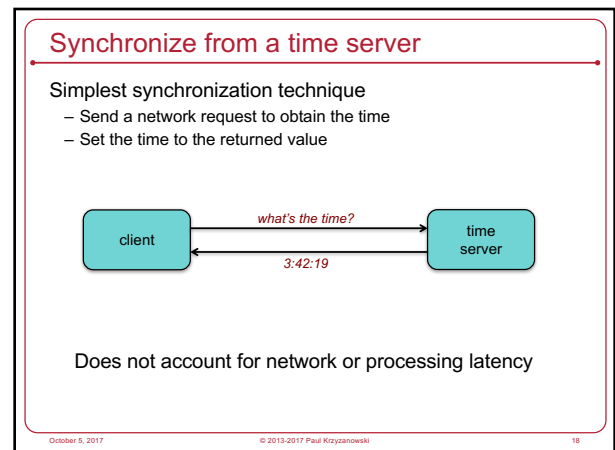 Synchronize from a time server
Simplest synchronization technique
– Send a network request to obtain the time
– Set the time to the returned value
what's the time?
client
time
server
3:42:19
Does not account for network or processing latency
October 5, 2017
© 2013-2017 Paul Krzyzanowski
18